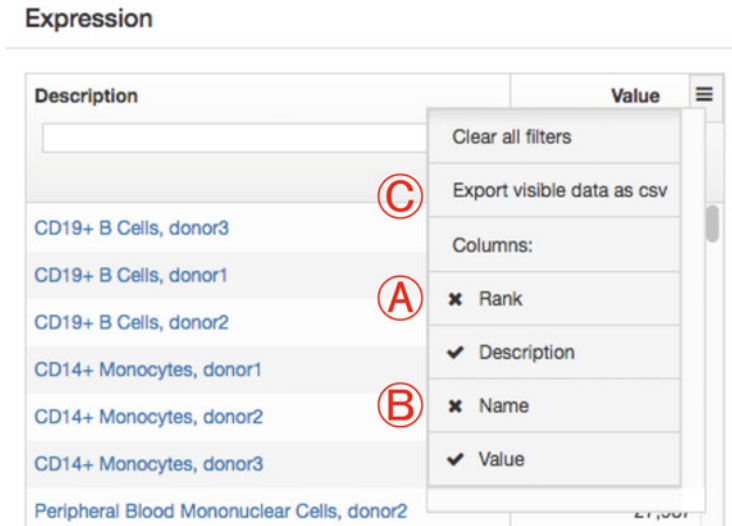 Expression
Description
Value
Clear all filters
C
Export visible data as csv
CD19+ B Cells, donor3
Columns:
CD19+ B Cells, donor1
A
Rank
CD19+ B Cells, donor2
Description
CD14+ Monocytes, donor1
B
Name
CD14+ Monocytes, donor2
Value
CD14+ Monocytes, donor3
Peripheral Blood Mononuclear Cells, donor2